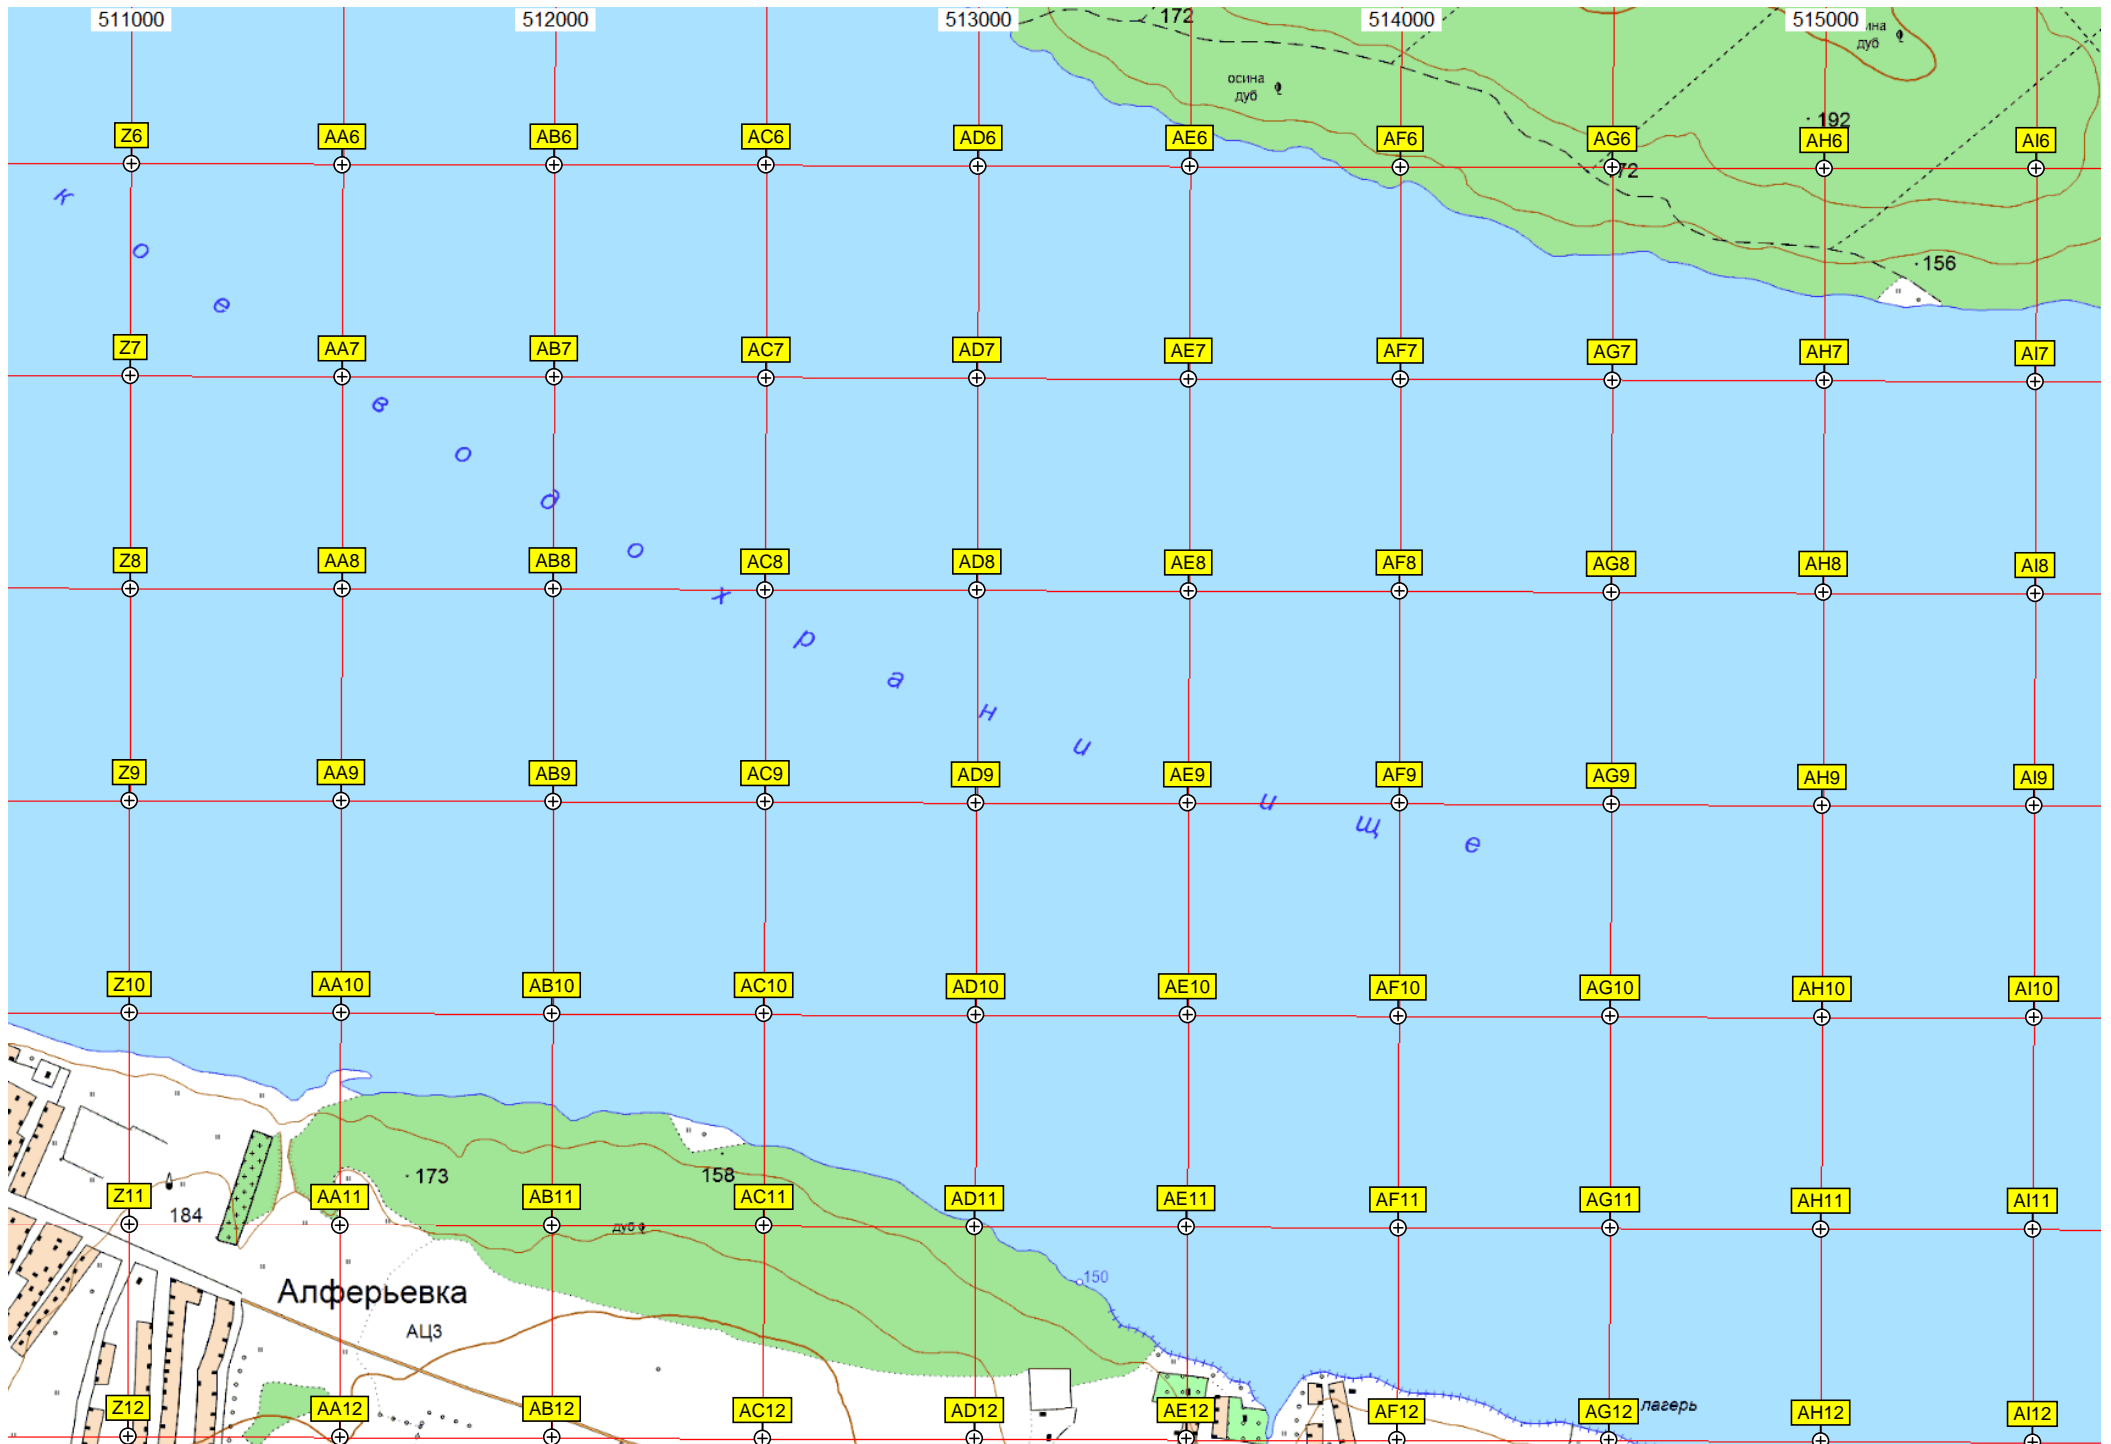 511000 512000 513000 514000 515000
172
осина
дуб
дуб
192
Z6 AA6 AB6 AC6 AD6 AE6 AF6 AG6 AH6 AI6
156
Z7 AA7 AB7 AC7 AD7 AE7 AF7 AG7 AH7 AI7
кое водохранилище
Z8 AA8 AB8 AC8 AD8 AE8 AF8 AG8 AH8 AI8
Z9 AA9 AB9 AC9 AD9 AE9 AF9 AG9 AH9 AI9
Z10 AA10 AB10 AC10 AD10 AE10 AF10 AG10 AH10 AI10
173
158
Z11 AA11 AB11 AC11 AD11 AE11 AF11 AG11 AH11 AI11
184
дуб
150
Алферьевка
АЦЗ
лагерь
Z12 AA12 AB12 AC12 AD12 AE12 AF12 AG12 AH12 AI12